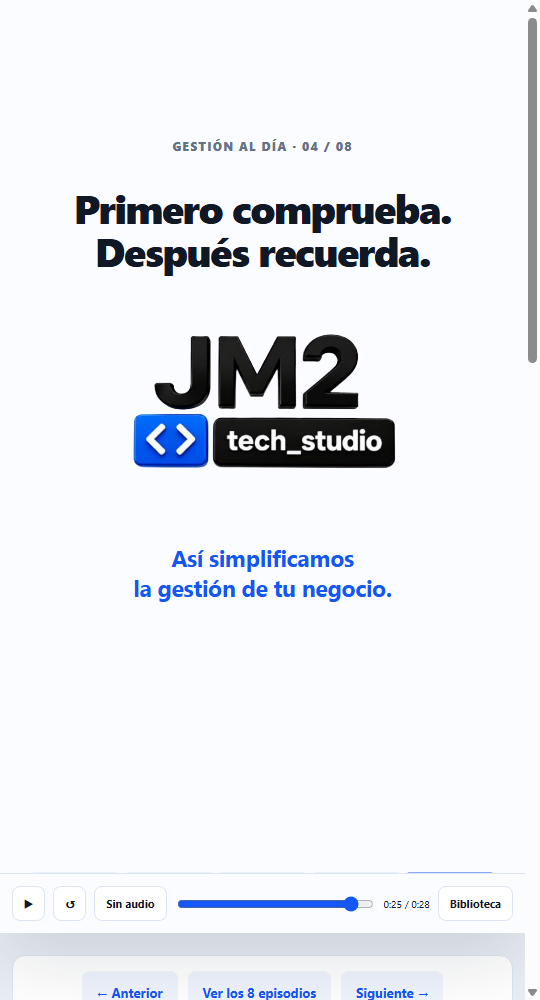 GESTIÓN AL DÍA · 04 / 08
Primero comprueba.
Después recuerda.
JM2
<> tech_studio
Así simplificamos
la gestión de tu negocio.
▶ ↺ Sin audio 0:25 / 0:28 Biblioteca
← Anterior Ver los 8 episodios Siguiente →